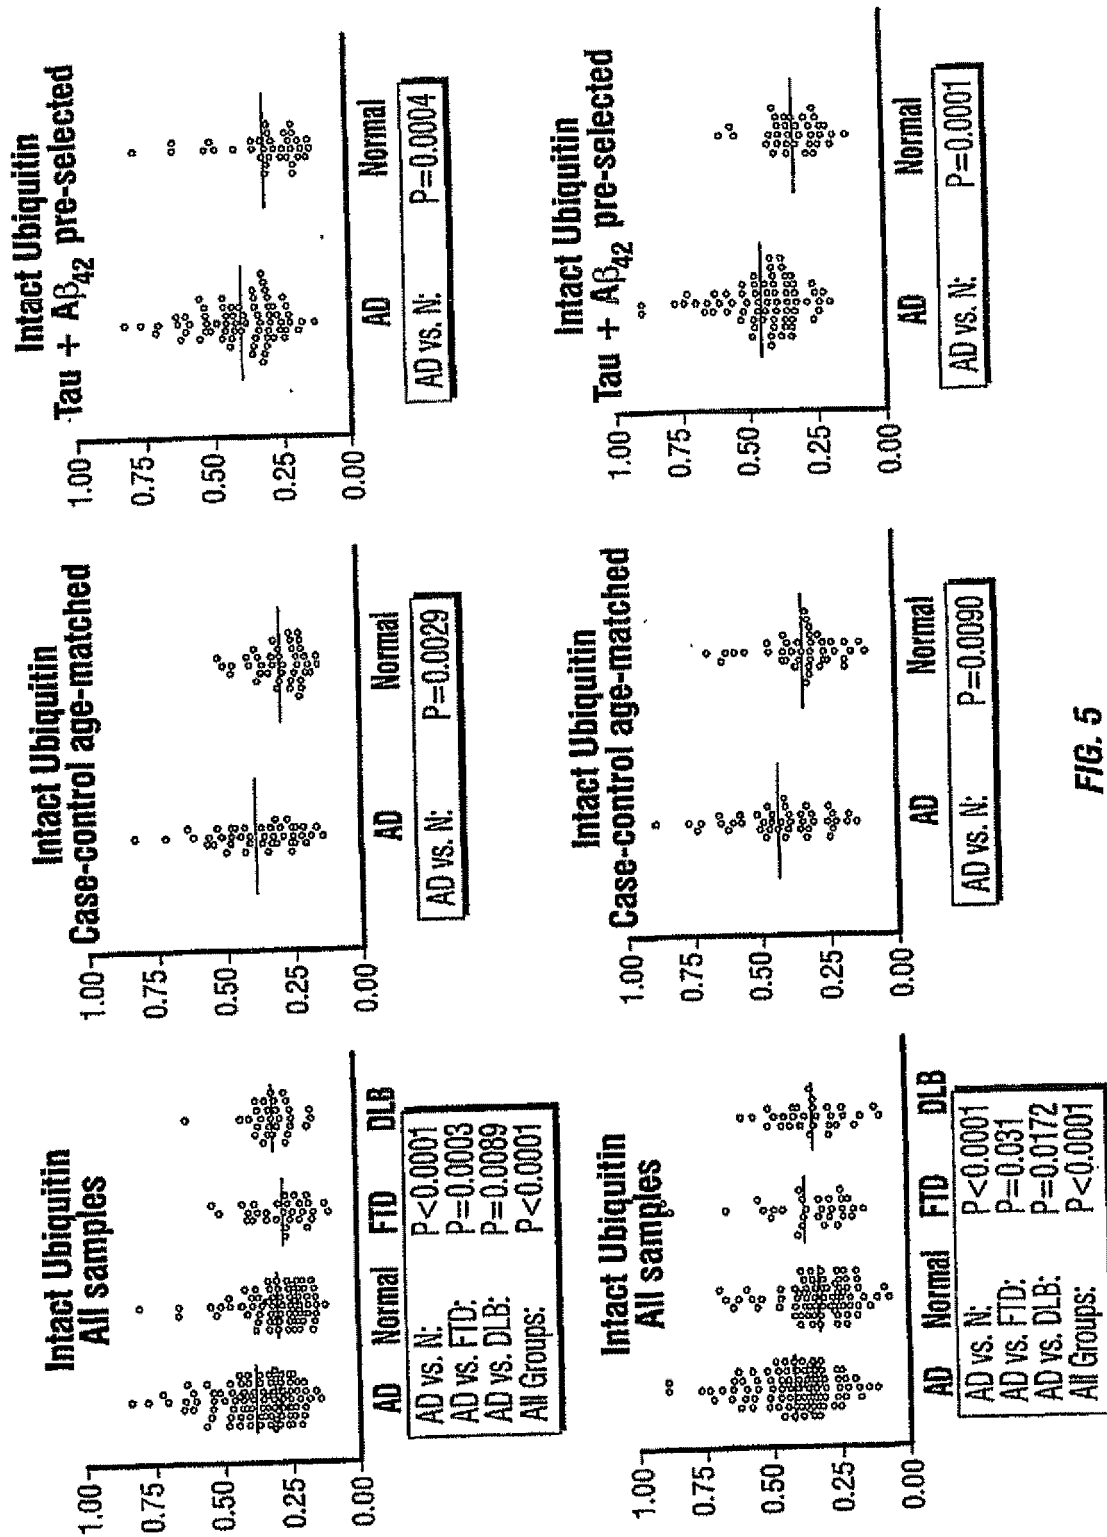 Intact Ubiquitin
All samples
1.00
0.75
0.50
0.25
0.00
AD Normal FTD DLB
AD vs. N: P<0.0001
AD vs. FTD: P=0.0003
AD vs. DLB: P=0.0089
All Groups: P<0.0001
Intact Ubiquitin
Case-control age-matched
1.00
0.75
0.50
0.25
0.00
AD Normal
AD vs. N: P=0.0029
Intact Ubiquitin
Tau + Aβ42 pre-selected
1.00
0.75
0.50
0.25
0.00
AD Normal
AD vs. N: P=0.0004
Intact Ubiquitin
All samples
1.00
0.75
0.50
0.25
0.00
AD Normal FTD DLB
AD vs. N: P<0.0001
AD vs. FTD: P=0.031
AD vs. DLB: P=0.0172
All Groups: P<0.0001
Intact Ubiquitin
Case-control age-matched
1.00
0.75
0.50
0.25
0.00
AD Normal
AD vs. N: P=0.0090
Intact Ubiquitin
Tau + Aβ42 pre-selected
1.00
0.75
0.50
0.25
0.00
AD Normal
AD vs. N: P=0.0001
FIG. 5